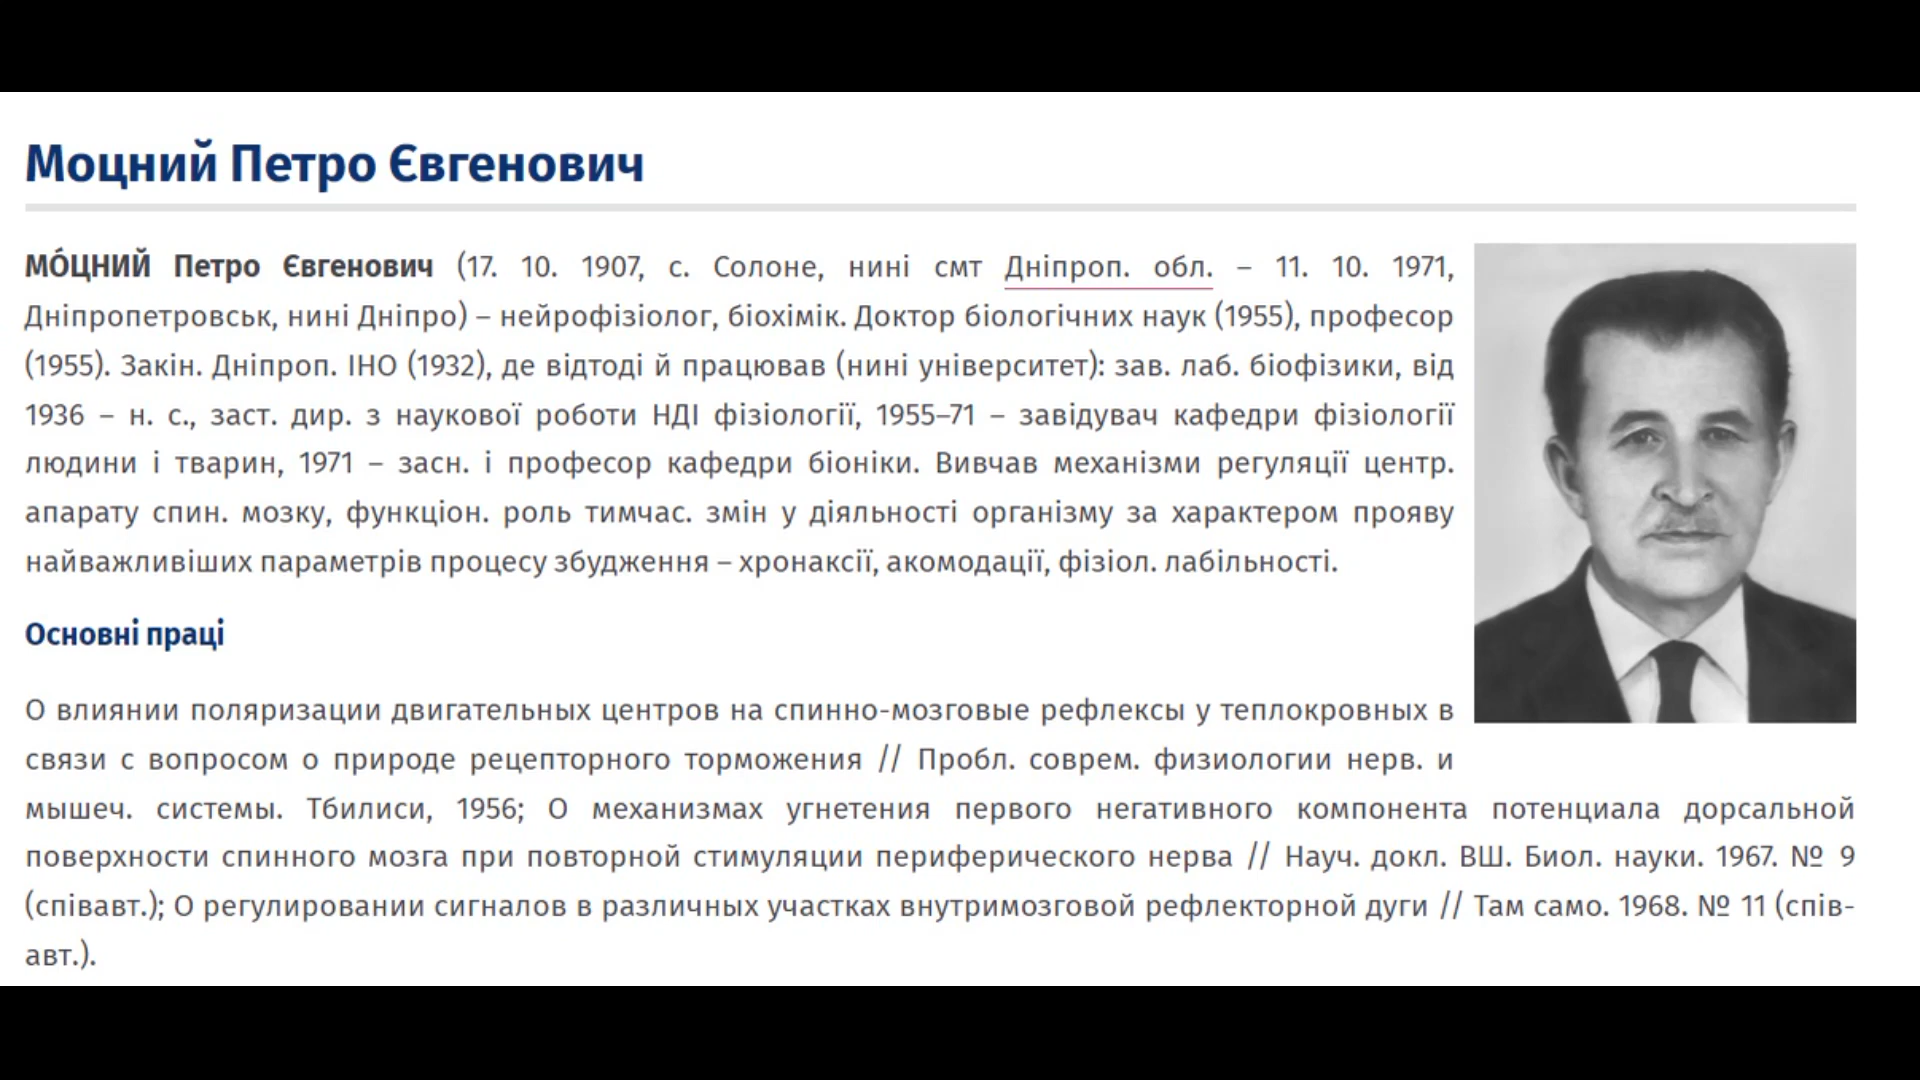 Моцний Петро Євгенович
МО́ЦНИЙ Петро Євгенович (17. 10. 1907, с. Солоне, нині смт Дніпроп. обл. – 11. 10. 1971,
Дніпропетровськ, нині Дніпро) – нейрофізіолог, біохімік. Доктор біологічних наук (1955), професор
(1955). Закін. Дніпроп. ІНО (1932), де відтоді й працював (нині університет): зав. лаб. біофізики, від
1936 – н. с., заст. дир. з наукової роботи НДІ фізіології, 1955–71 – завідувач кафедри фізіології
людини і тварин, 1971 – засн. і професор кафедри біоніки. Вивчав механізми регуляції центр.
апарату спин. мозку, функціон. роль тимчас. змін у діяльності організму за характером прояву
найважливіших параметрів процесу збудження – хронаксії, акомодації, фізіол. лабільності.
Основні праці
О влиянии поляризации двигательных центров на спинно-мозговые рефлексы у теплокровных в
связи с вопросом о природе рецепторного торможения // Пробл. соврем. физиологии нерв. и
мышеч. системы. Тбилиси, 1956; О механизмах угнетения первого негативного компонента потенциала дорсальной
поверхности спинного мозга при повторной стимуляции периферического нерва // Науч. докл. ВШ. Биол. науки. 1967. № 9
(співавт.); О регулировании сигналов в различных участках внутримозговой рефлекторной дуги // Там само. 1968. № 11 (спів-
авт.).